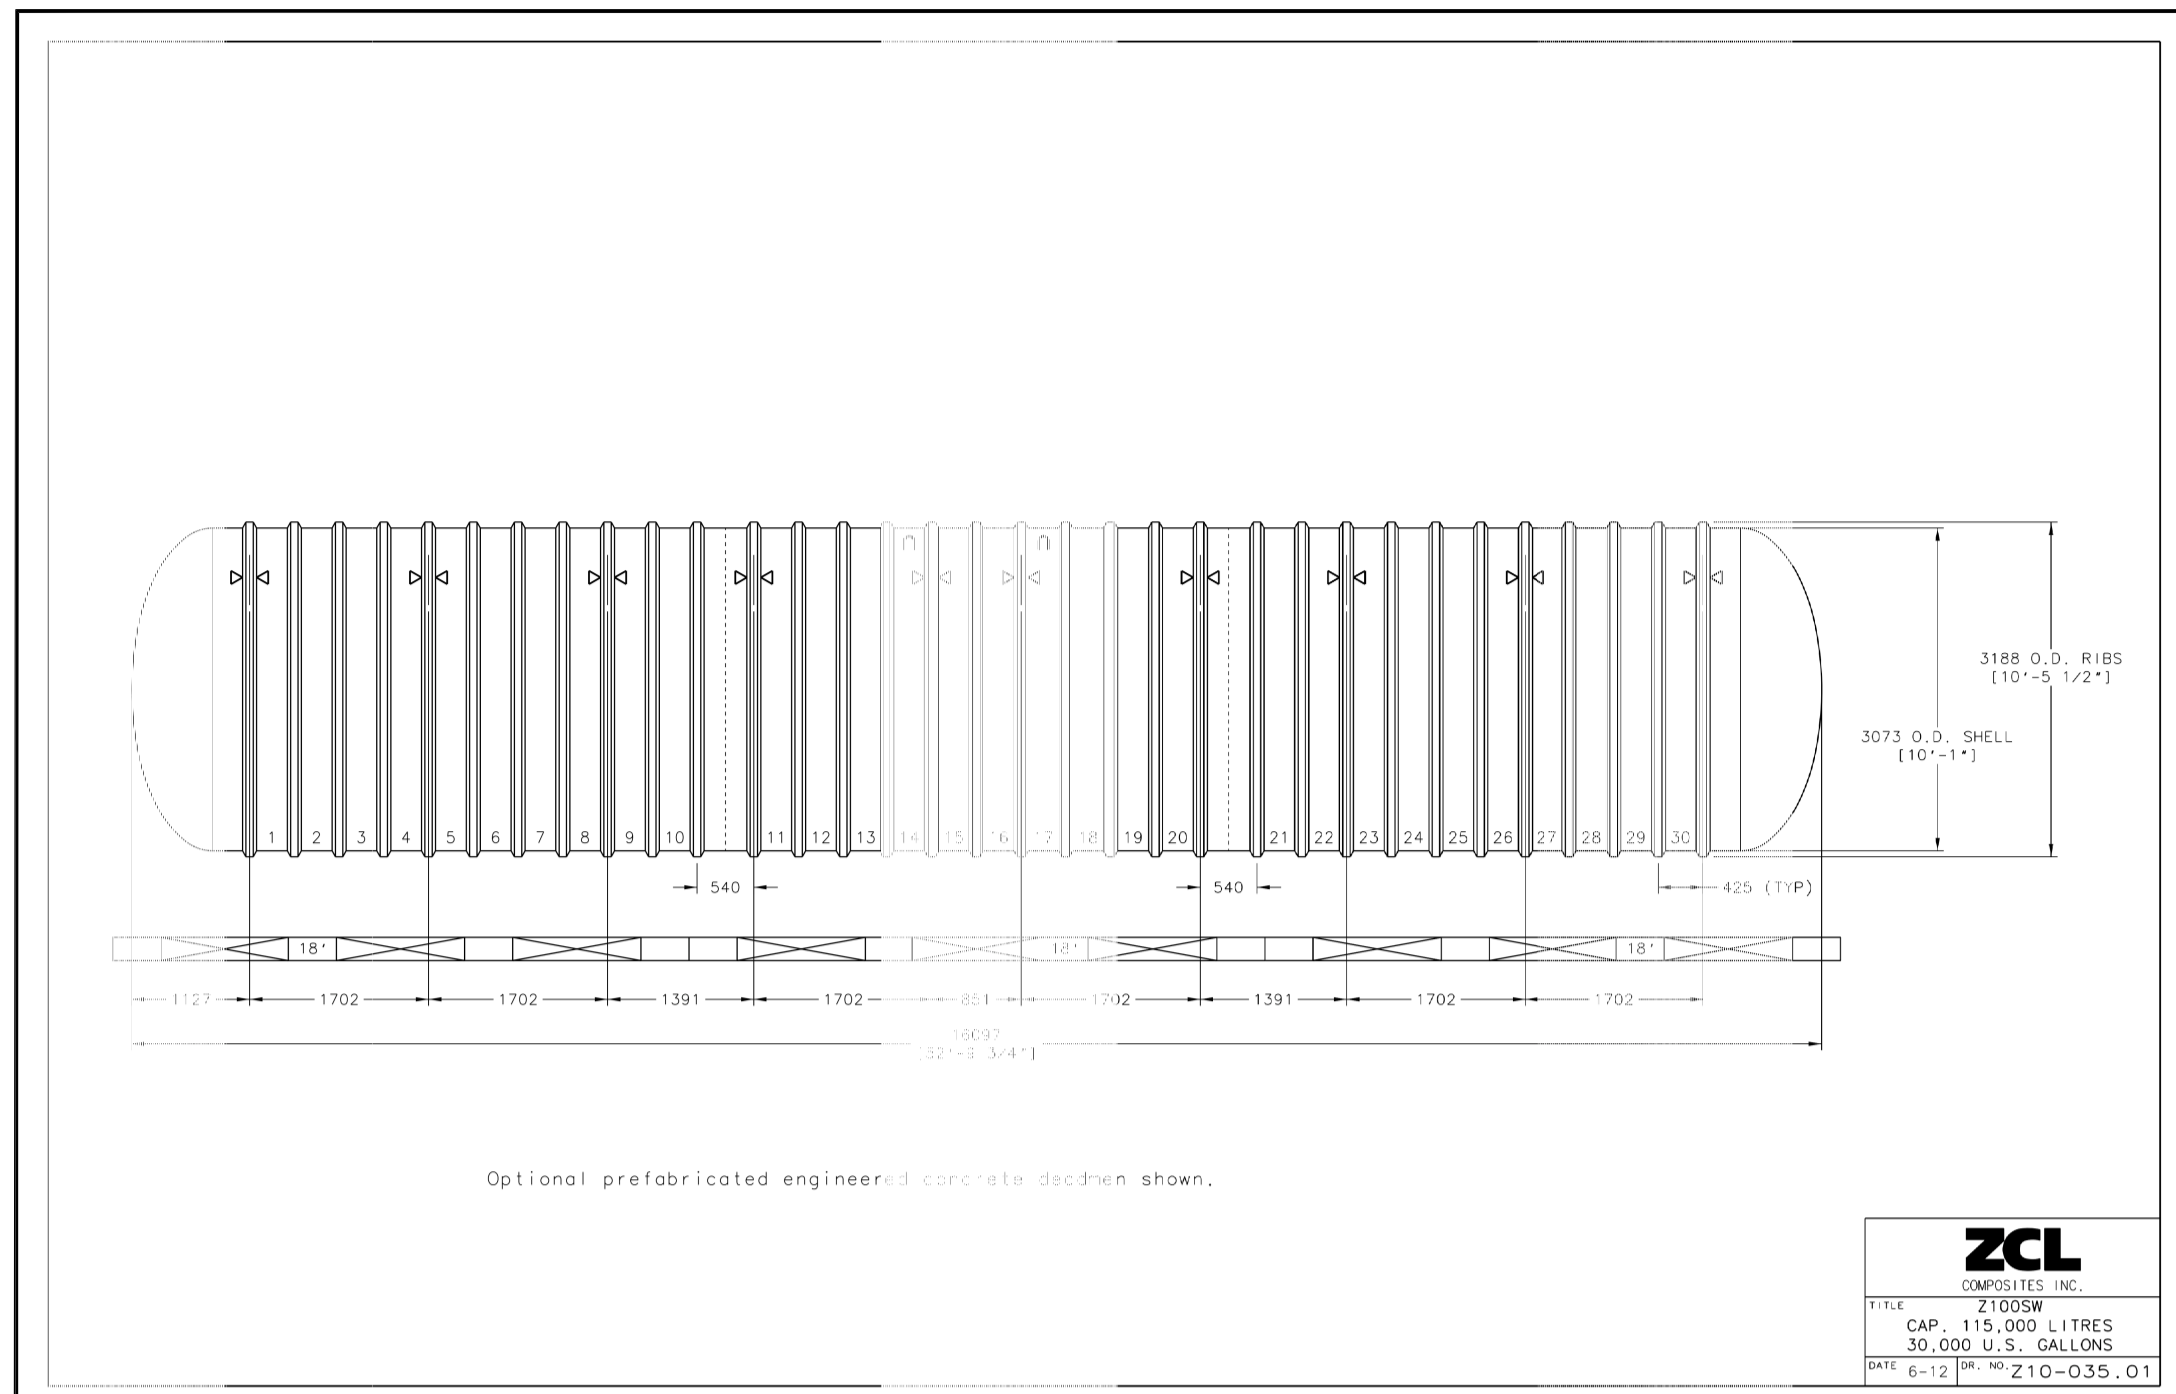 1 2 3 4 5 6 7 8 9 10 11 12 13 14 15 16 17 18 19 20 21 22 23 24 25 26 27 28 29 30
3188 O.D. RIBS
[10'-5 1/2"]
3073 O.D. SHELL
[10'-1"]
540 540 425 (TYP)
18' 18' 18'
1127 1702 1702 1391 1702 851 1702 1391 1702 1702
16097
Optional prefabricated engineered concrete deadmen shown.
ZCL
COMPOSITES INC.
TITLE Z100SW
CAP. 115,000 LITRES
30,000 U.S. GALLONS
DATE 6-12 DR. NO. Z10-035.01